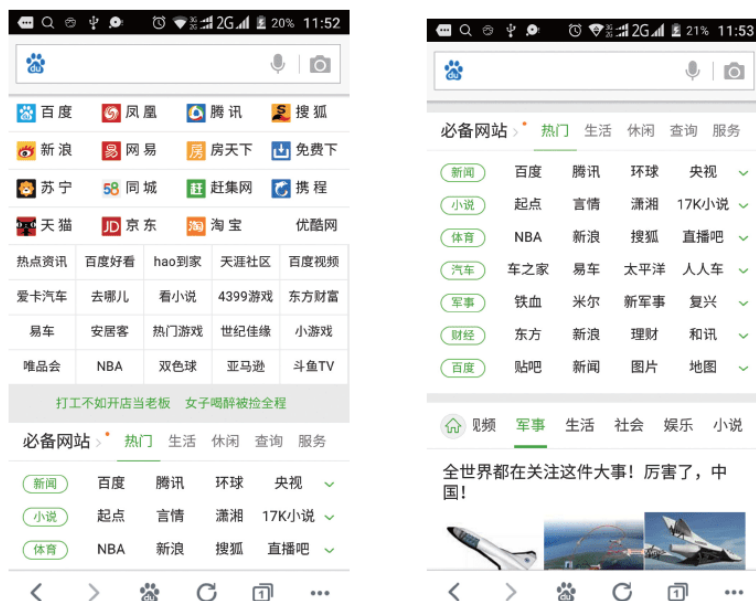 2G 20% 11:52
百度 凤凰 腾讯 搜狐
新浪 网易 房天下 免费下
苏宁 58 同城 赶集网 携程
天猫 JD 京东 淘宝 优酷网
热点资讯 百度好看 hao到家 天涯社区 百度视频
爱卡汽车 去哪儿 看小说 4399游戏 东方财富
易车 安居客 热门游戏 世纪佳缘 小游戏
唯品会 NBA 双色球 亚马逊 斗鱼TV
打工不如开店当老板 女子喝醉被捡全程
必备网站 热门 生活 休闲 查询 服务
新闻 百度 腾讯 环球 央视
小说 起点 言情 潇湘 17K小说
体育 NBA 新浪 搜狐 直播吧
1
2G 21% 11:53
必备网站 热门 生活 休闲 查询 服务
新闻 百度 腾讯 环球 央视
小说 起点 言情 潇湘 17K小说
体育 NBA 新浪 搜狐 直播吧
汽车 车之家 易车 太平洋 人人车
军事 铁血 米尔 新军事 复兴
财经 东方 新浪 理财 和讯
百度 贴吧 新闻 图片 地图
军事 生活 社会 娱乐 小说
全世界都在关注这件大事！厉害了，中
国！
1